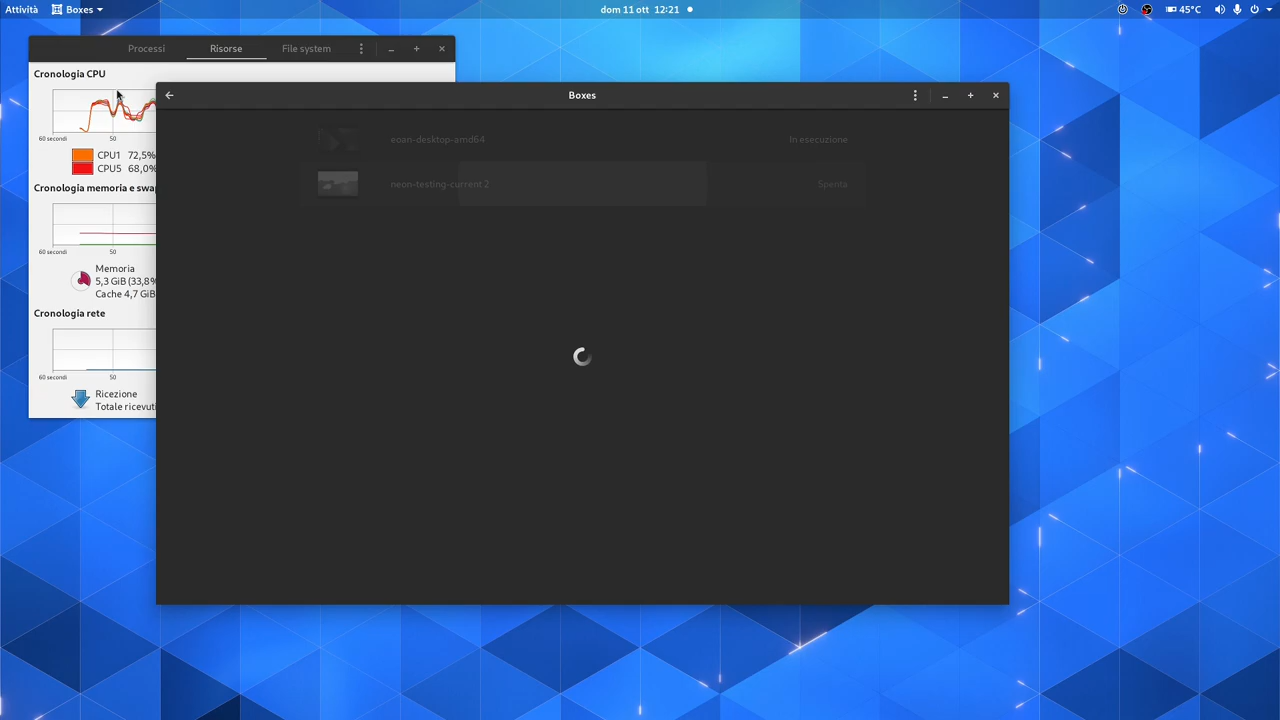 Attività
Boxes
dom 11 ott 12:21
45°C
Processi
Risorse
File system
Cronologia CPU
60 secondi
50
CPU1 72,5%
CPU5 68,0%
Cronologia memoria e swap
60 secondi
50
Memoria
5,3 GiB (33,8%
Cache 4,7 GiB
Cronologia rete
60 secondi
50
Ricezione
Totale ricevuti
Boxes
eoan-desktop-amd64
In esecuzione
neon-testing-current 2
Spenta